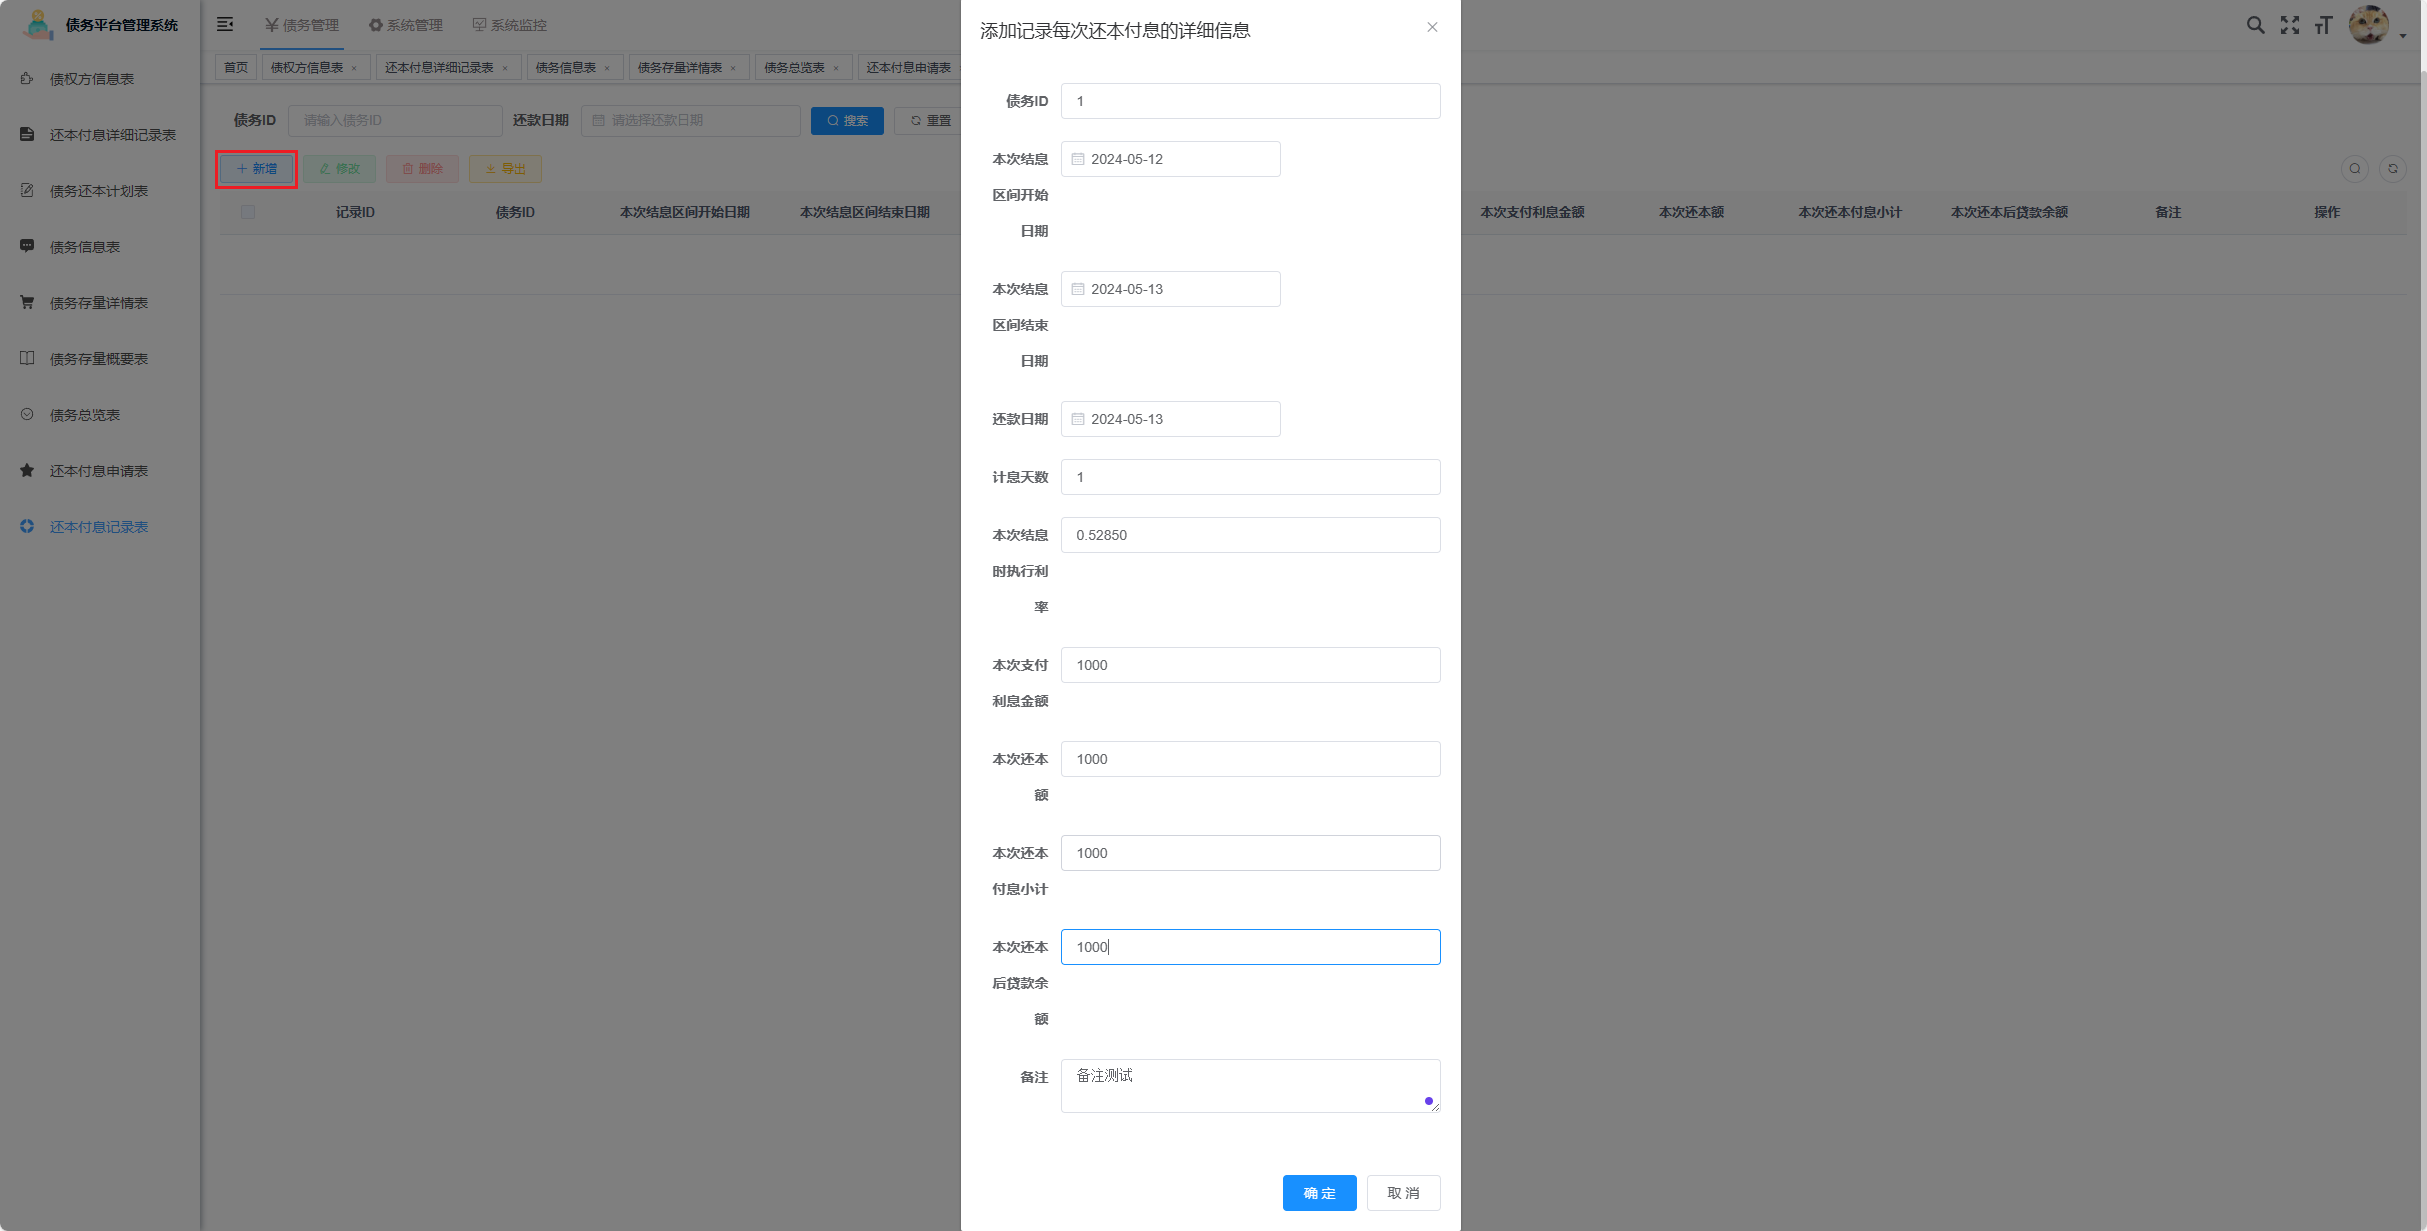 债务平台管理系统
债务管理
系统管理
系统监控
首页
债权方信息表 ×
还本付息详细记录表 ×
债务信息表 ×
债务存量详情表 ×
债务总览表 ×
还本付息申请表
债权方信息表
还本付息详细记录表
债务还本计划表
债务信息表
债务存量详情表
债务存量概要表
债务总览表
还本付息申请表
还本付息记录表
债务ID 请输入债务ID 还款日期 请选择还款日期 搜索 重置
新增 修改 删除 导出
记录ID 债务ID 本次结息区间开始日期 本次结息区间结束日期 本次支付利息金额 本次还本额 本次还本付息小计 本次还本后贷款余额 备注 操作
添加记录每次还本付息的详细信息
债务ID 1
本次结息 2024-05-12
区间开始
日期
本次结息 2024-05-13
区间结束
日期
还款日期 2024-05-13
计息天数 1
本次结息 0.52850
时执行利
率
本次支付 1000
利息金额
本次还本 1000
额
本次还本 1000
付息小计
本次还本 1000
后贷款余
额
备注 备注测试
确 定 取 消